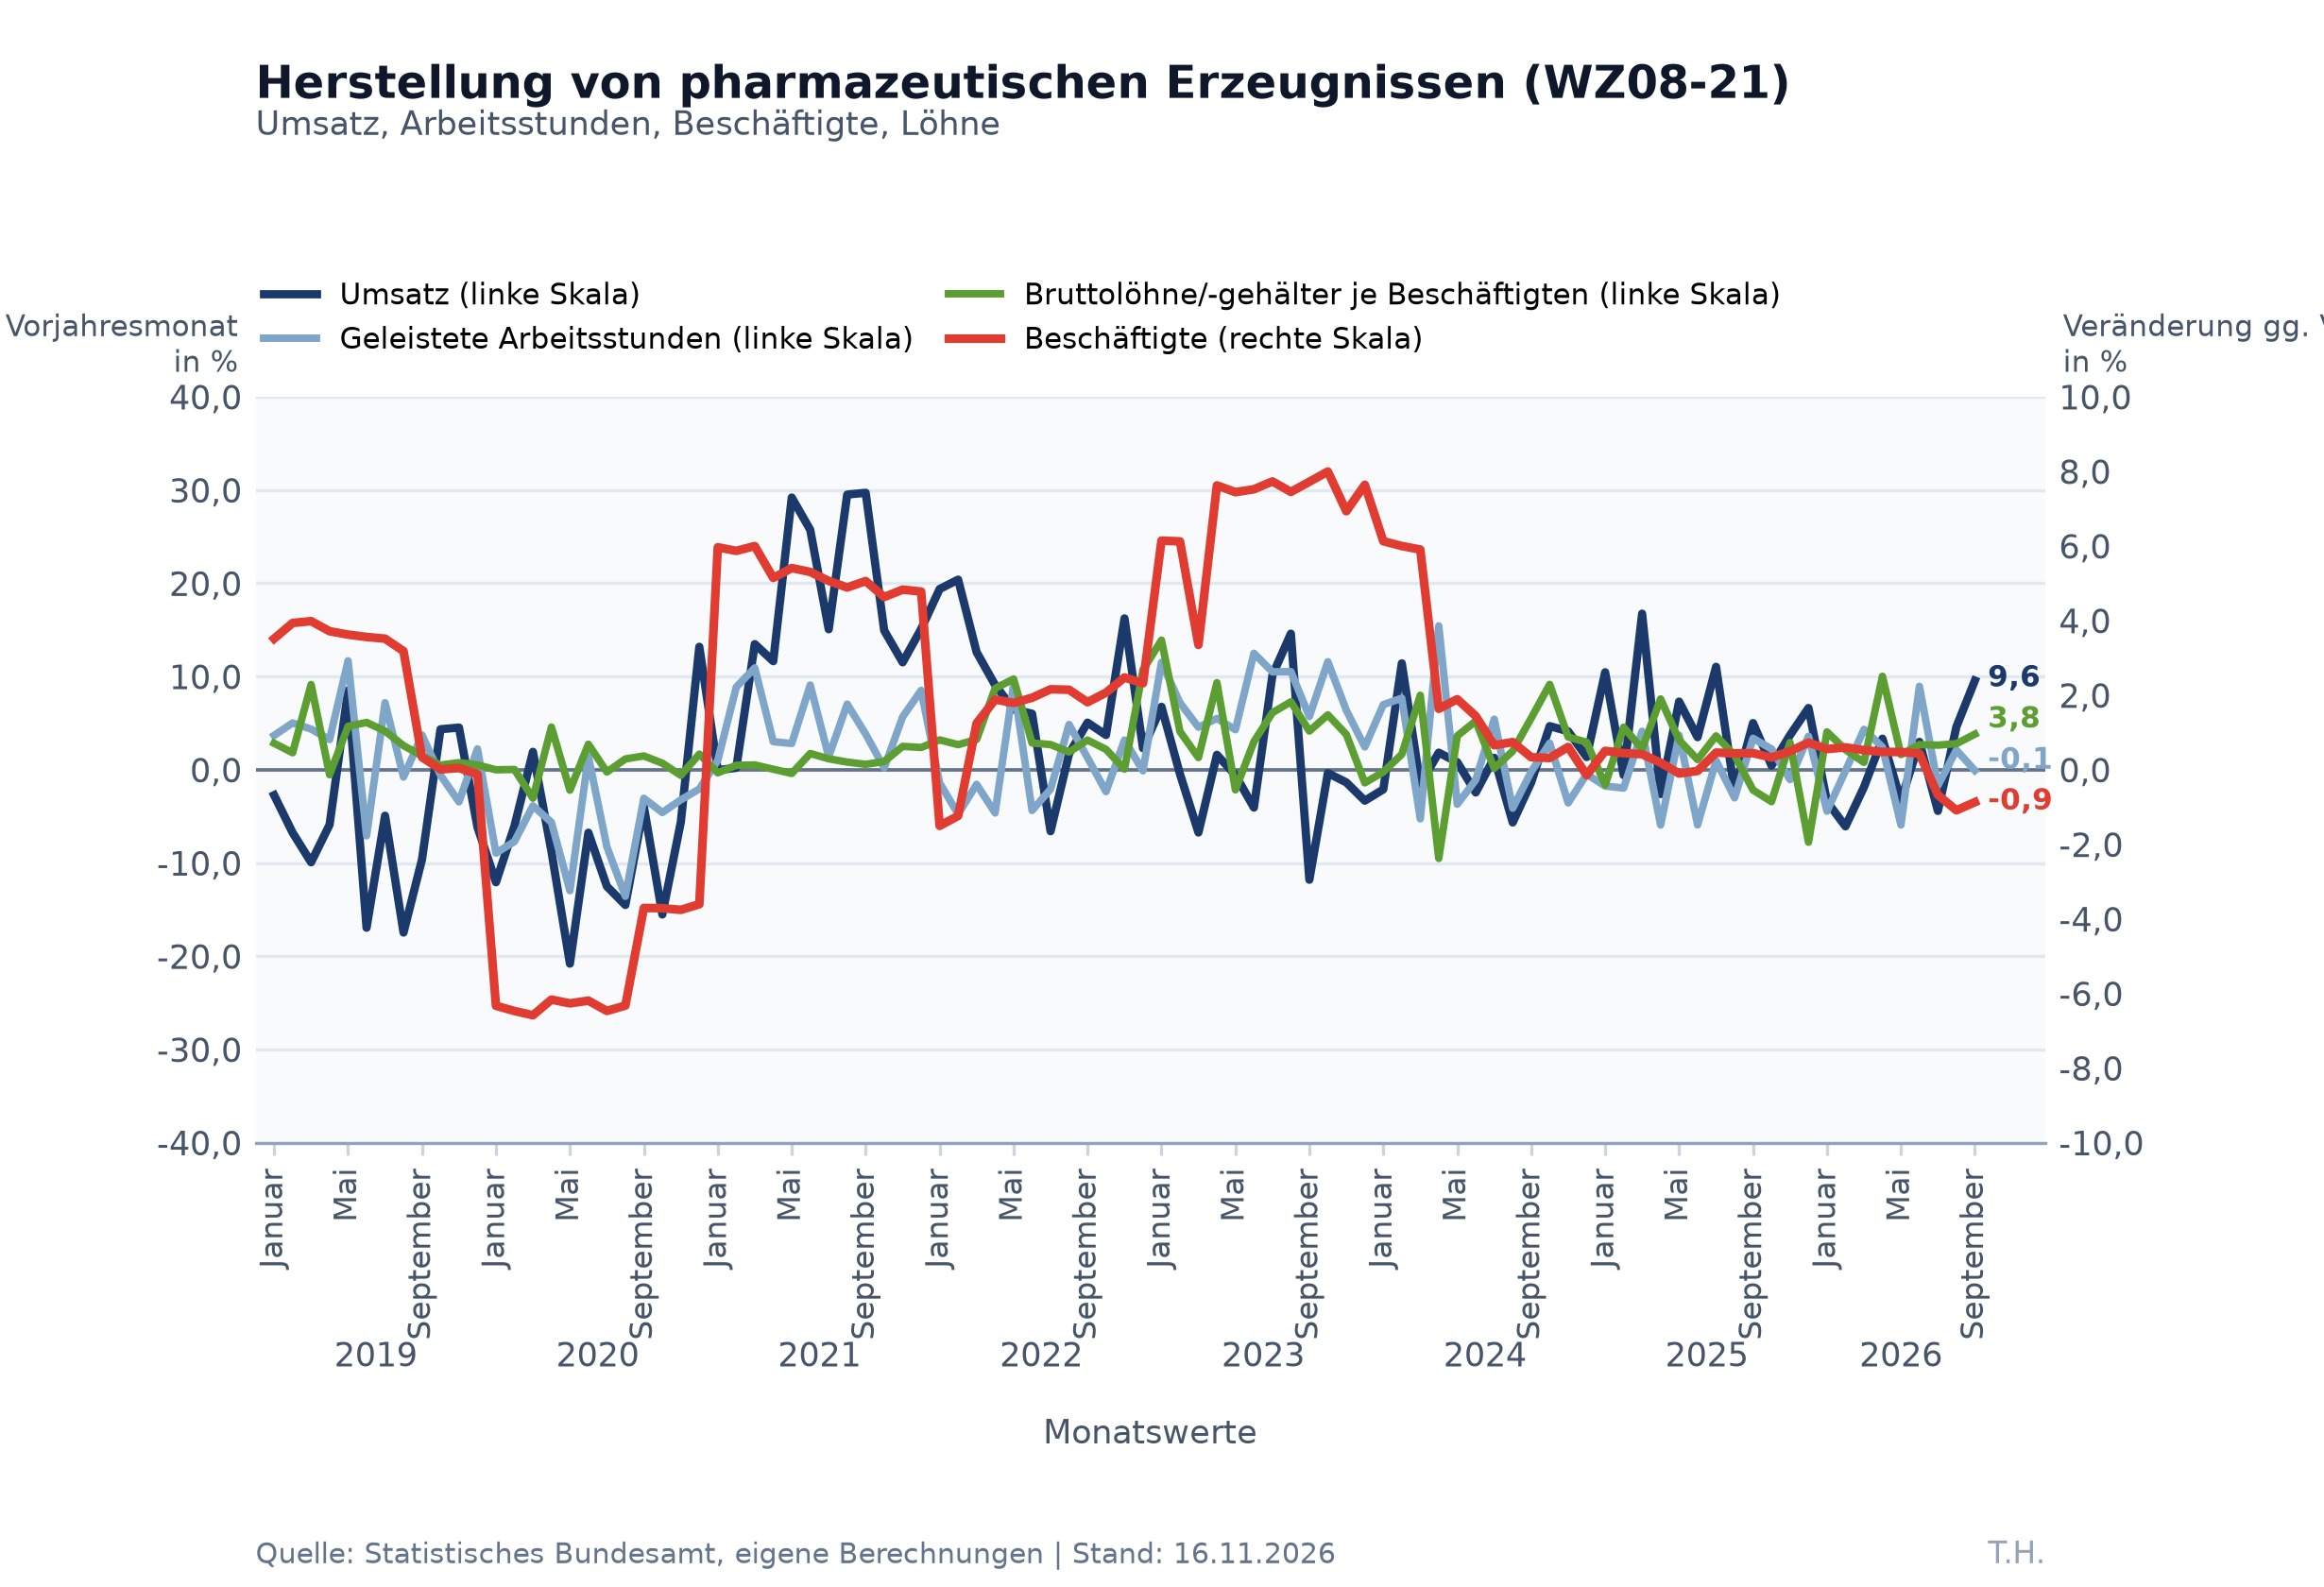 Herstellung von pharmazeutischen Erzeugnissen (WZ08-21)
Umsatz, Arbeitsstunden, Beschäftigte, Löhne
Umsatz (linke Skala)
Geleistete Arbeitsstunden (linke Skala)
Bruttolöhne/-gehälter je Beschäftigten (linke Skala)
Beschäftigte (rechte Skala)
Vorjahresmonat
in %
Veränderung gg.
in %
40,0
30,0
20,0
10,0
0,0
-10,0
-20,0
-30,0
-40,0
10,0
8,0
6,0
4,0
2,0
0,0
-2,0
-4,0
-6,0
-8,0
-10,0
9,6
3,8
-0,1
-0,9
Januar
Mai
September
Januar
Mai
September
Januar
Mai
September
Januar
Mai
September
Januar
Mai
September
Januar
Mai
September
Januar
Mai
September
Januar
Mai
September
2019
2020
2021
2022
2023
2024
2025
2026
Monatswerte
Quelle: Statistisches Bundesamt, eigene Berechnungen | Stand: 16.11.2026
T.H.